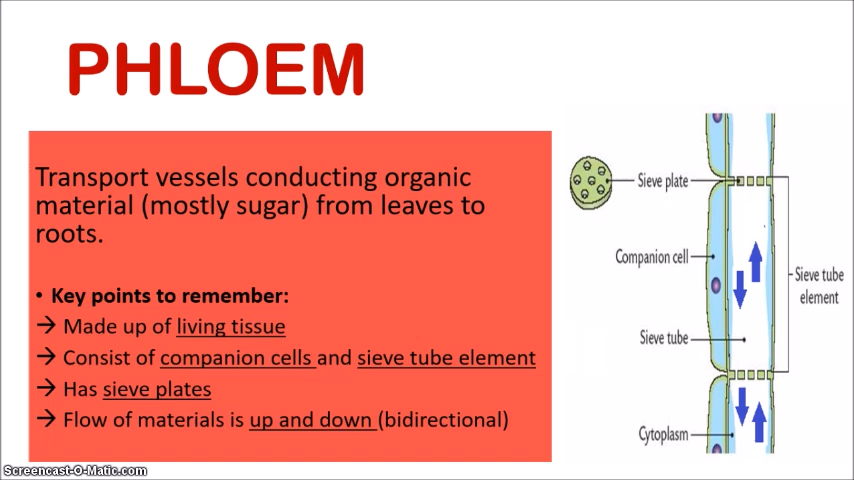 PHLOEM
Transport vessels conducting organic
material (mostly sugar) from leaves to
roots.
• Key points to remember:
→ Made up of living tissue
→ Consist of companion cells and sieve tube element
→ Has sieve plates
→ Flow of materials is up and down (bidirectional)
Sieve plate
Companion cell
Sieve tube
element
Sieve tube
Cytoplasm
Screencast-O-Matic.com